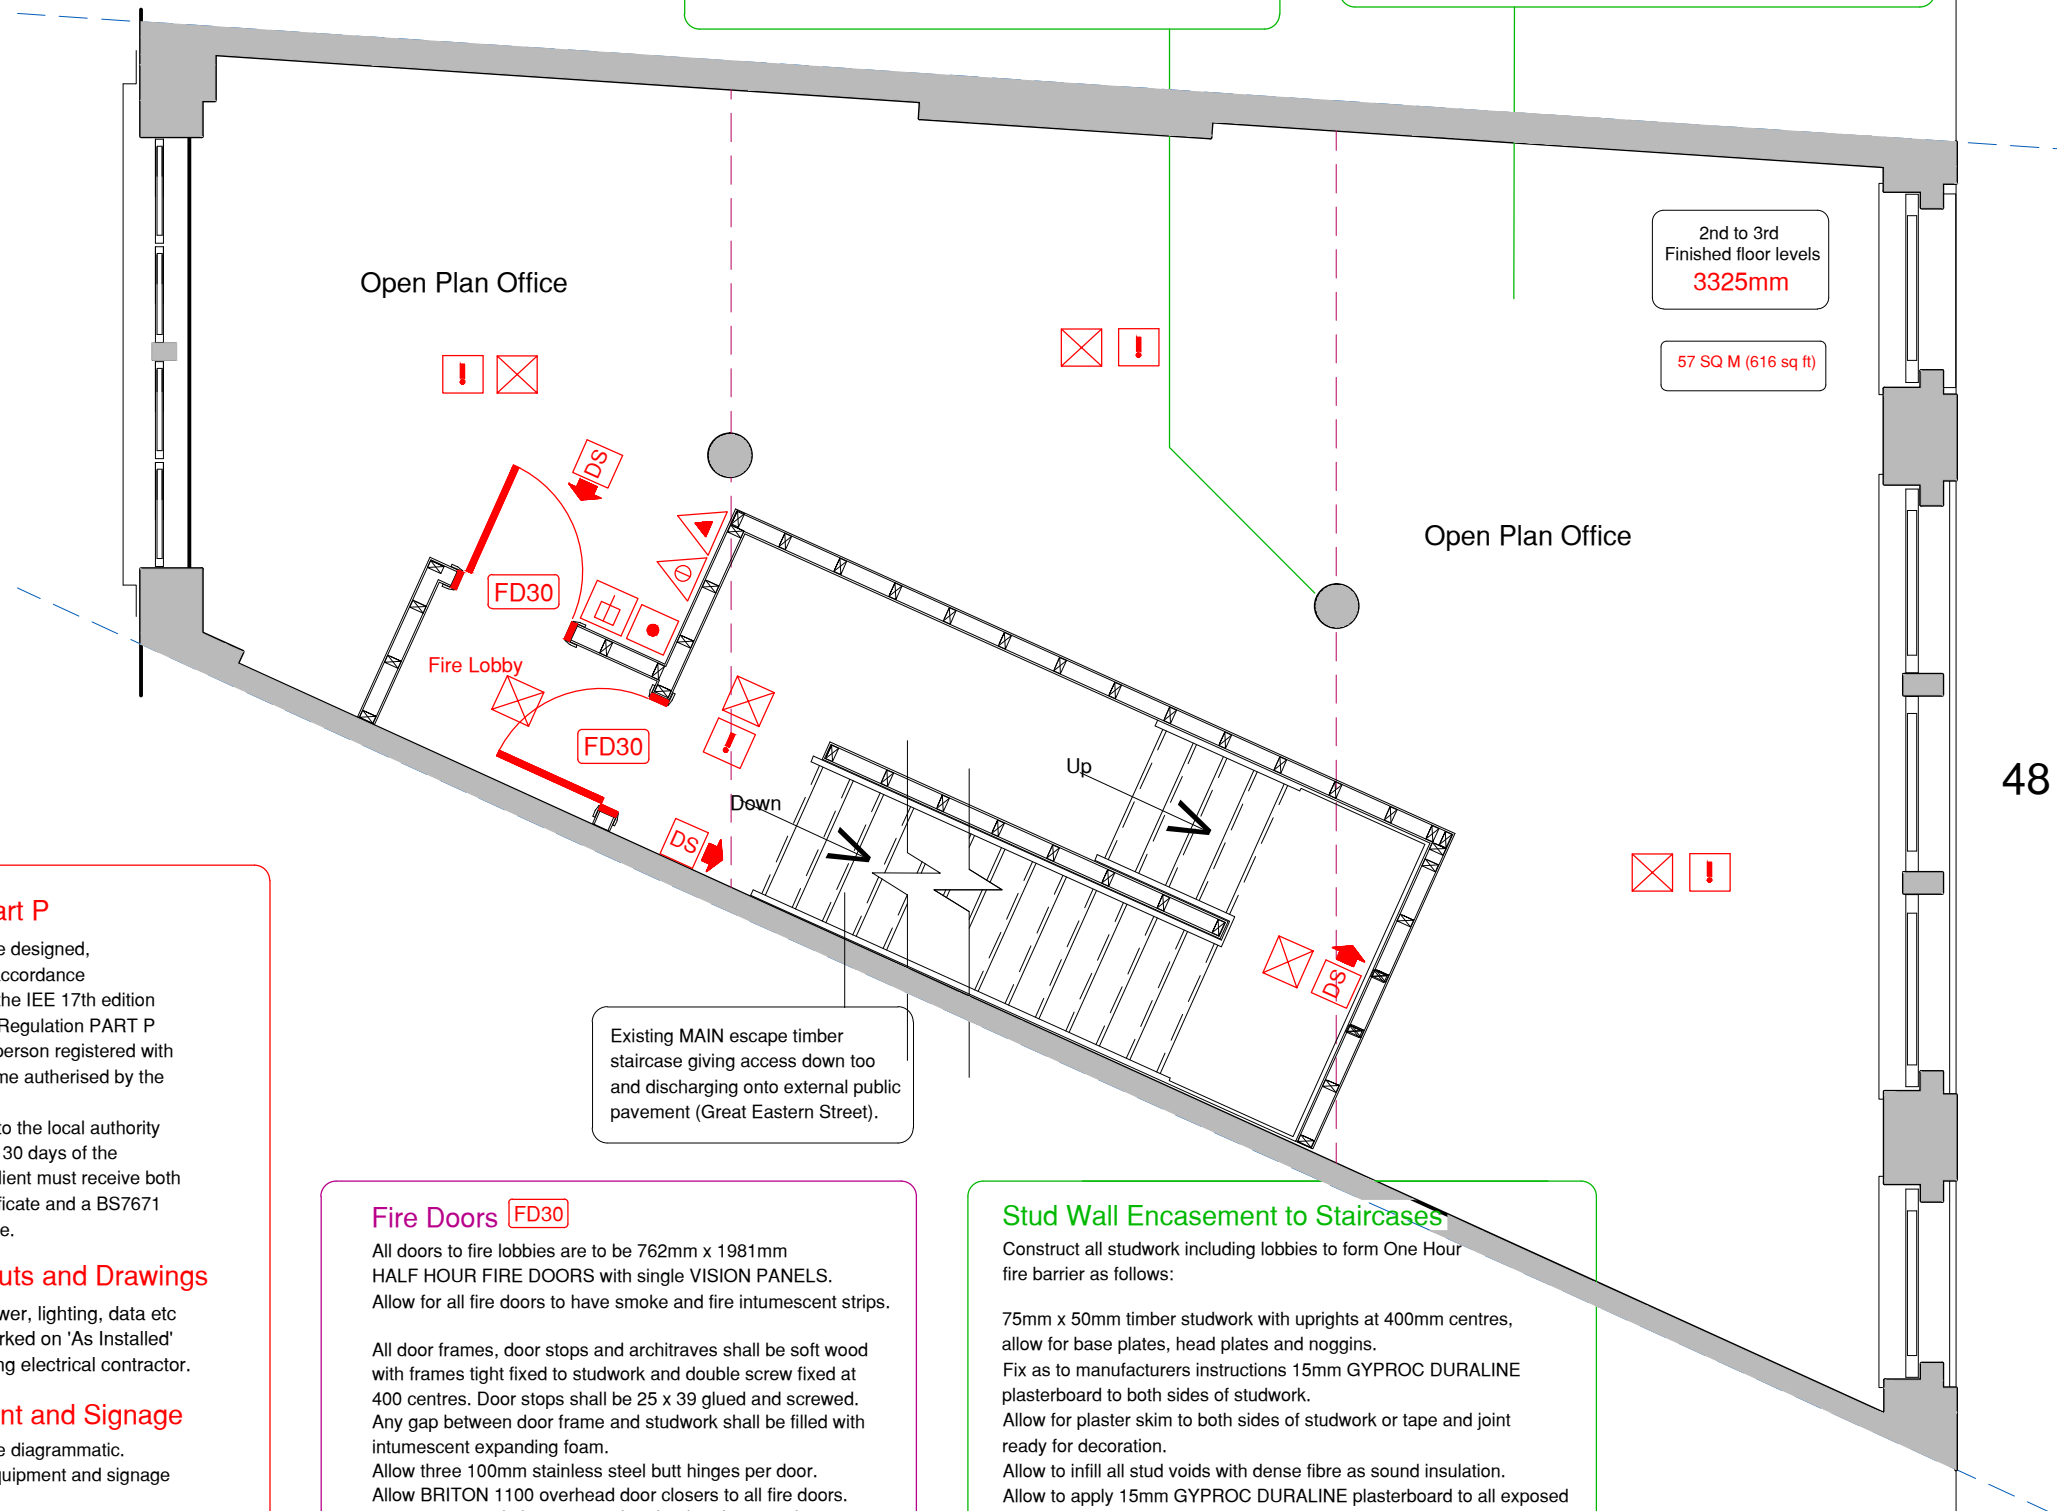 2nd to 3rd
Finished floor levels
3325mm
57 SQ M (616 sq ft)
Open Plan Office
DS
Open Plan Office
FD30
Fire Lobby
FD30
Up
Down
DS
DS
48
Existing MAIN escape timber
staircase giving access down too
and discharging onto external public
pavement (Great Eastern Street).
art P
e designed,
ccordance
the IEE 17th edition
Regulation PART P
person registered with
me autherised by the
to the local authority
30 days of the
lient must receive both
ficate and a BS7671
e.
uts and Drawings
wer, lighting, data etc
rked on 'As Installed'
ng electrical contractor.
nt and Signage
e diagrammatic.
quipment and signage
Fire Doors FD30
All doors to fire lobbies are to be 762mm x 1981mm
HALF HOUR FIRE DOORS with single VISION PANELS.
Allow for all fire doors to have smoke and fire intumescent strips.
All door frames, door stops and architraves shall be soft wood
with frames tight fixed to studwork and double screw fixed at
400 centres. Door stops shall be 25 x 39 glued and screwed.
Any gap between door frame and studwork shall be filled with
intumescent expanding foam.
Allow three 100mm stainless steel butt hinges per door.
Allow BRITON 1100 overhead door closers to all fire doors.
Stud Wall Encasement to Staircases
Construct all studwork including lobbies to form One Hour
fire barrier as follows:
75mm x 50mm timber studwork with uprights at 400mm centres,
allow for base plates, head plates and noggins.
Fix as to manufacturers instructions 15mm GYPROC DURALINE
plasterboard to both sides of studwork.
Allow for plaster skim to both sides of studwork or tape and joint
ready for decoration.
Allow to infill all stud voids with dense fibre as sound insulation.
Allow to apply 15mm GYPROC DURALINE plasterboard to all exposed